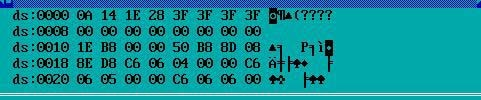 ds:0000 0A 14 1E 28 3F 3F 3F 3F ◙¶▲(????
ds:0008 00 00 00 00 00 00 00 00
ds:0010 1E B8 00 00 50 B8 8D 08 ▲╕  P╕ì◘
ds:0018 8E D8 C6 06 04 00 00 C6 Ä╪╞♠♦  ╞
ds:0020 06 05 00 00 C6 06 06 00 ♠♣  ╞♠♠